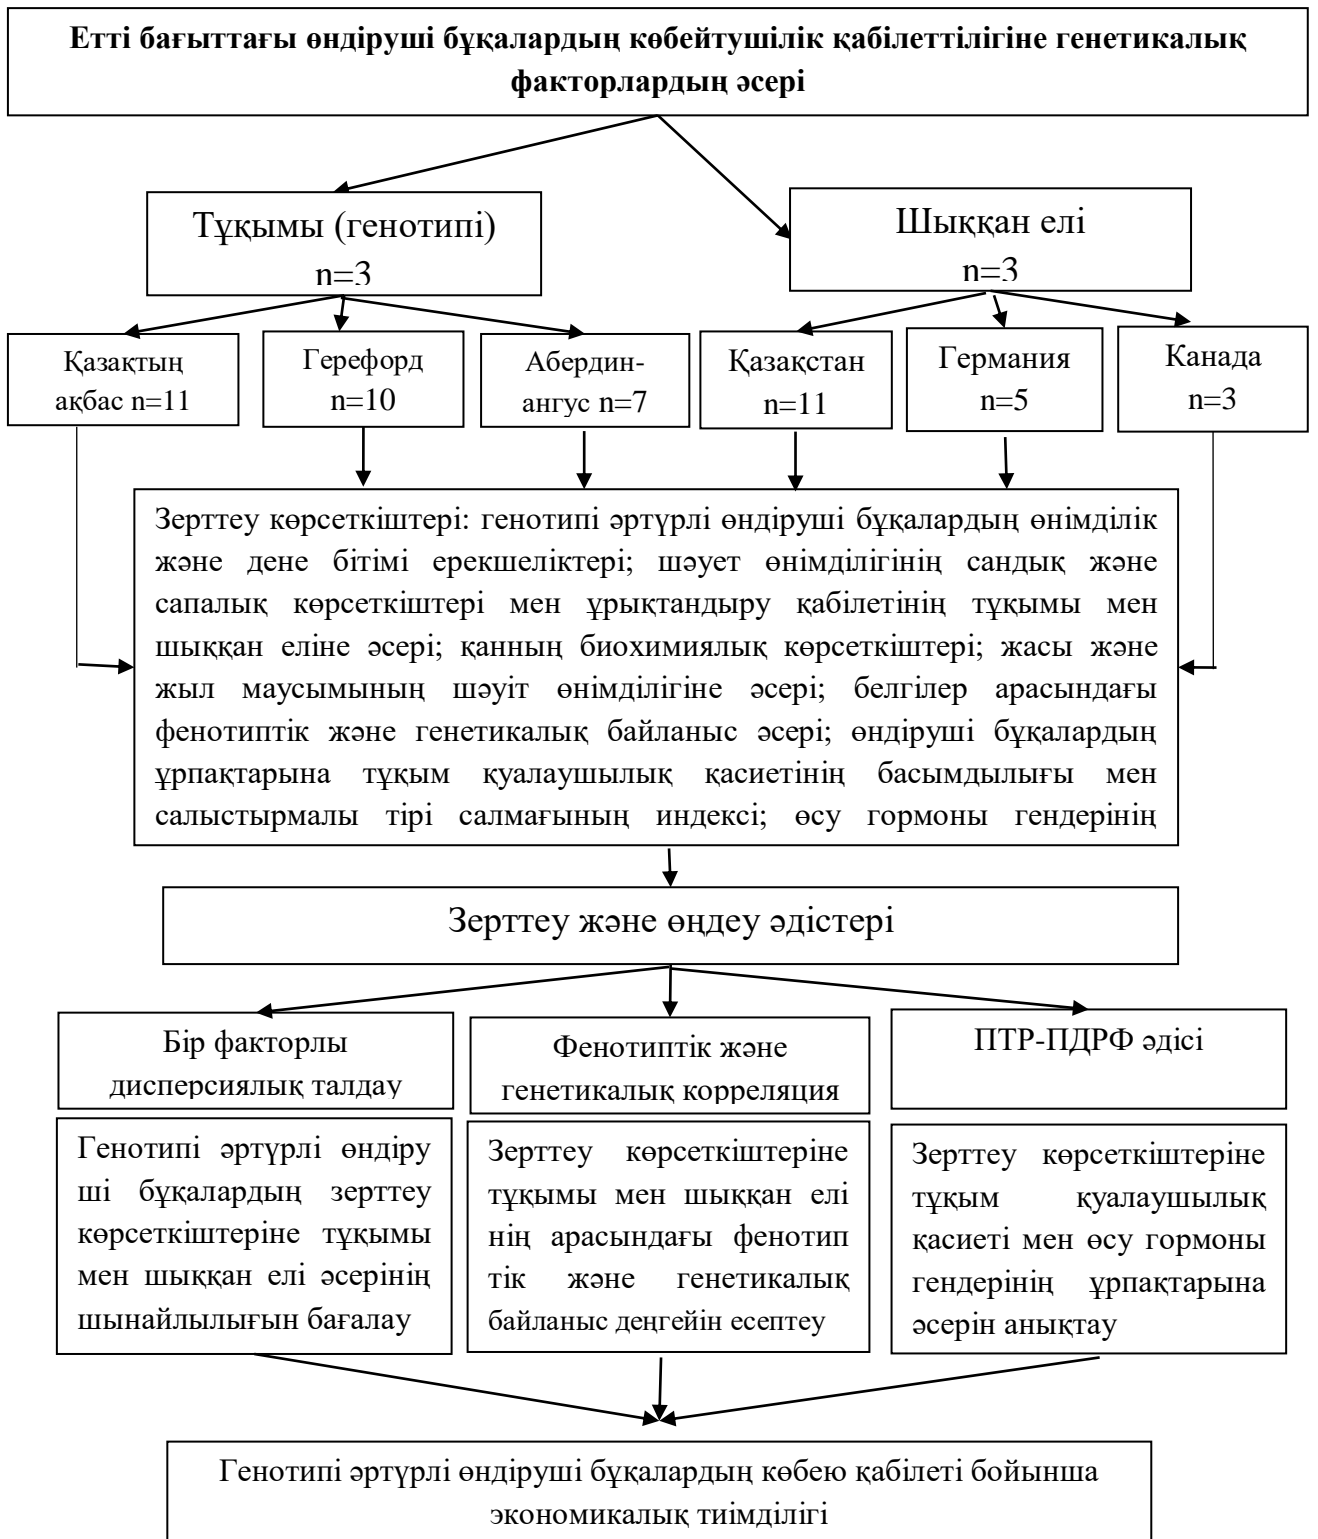 Етті бағыттағы өндіруші бұқалардың көбейтушілік қабілеттілігіне генетикалық
факторлардың әсері
Тұқымы (генотипі)
n=3
Шыққан елі
n=3
Қазақтың
ақбас n=11
Герефорд
n=10
Абердин-
ангус n=7
Қазақстан
n=11
Германия
n=5
Канада
n=3
Зерттеу көрсеткіштері: генотипі әртүрлі өндіруші бұқалардың өнімділік
және дене бітімі ерекшеліктері; шәует өнімділігінің сандық және
сапалық көрсеткіштері мен ұрықтандыру қабілетінің тұқымы мен
шыққан еліне әсері; қанның биохимиялық көрсеткіштері; жасы және
жыл маусымының шәуіт өнімділігіне әсері; белгілер арасындағы
фенотиптік және генетикалық байланыс әсері; өндіруші бұқалардың
ұрпақтарына тұқым қуалаушылық қасиетінің басымдылығы мен
салыстырмалы тірі салмағының индексі; өсу гормоны гендерінің
Зерттеу және өңдеу әдістері
Бір факторлы
дисперсиялық талдау
Фенотиптік және
генетикалық корреляция
ПТР-ПДРФ әдісі
Генотипі әртүрлі өндіру
ші бұқалардың зерттеу
көрсеткіштеріне тұқымы
мен шыққан елі әсерінің
шынайлылығын бағалау
Зерттеу көрсеткіштеріне
тұқымы мен шыққан елі
нің арасындағы фенотип
тік және генетикалық
байланыс деңгейін есептеу
Зерттеу көрсеткіштеріне
тұқым қуалаушылық
қасиеті мен өсу гормоны
гендерінің ұрпақтарына
әсерін анықтау
Генотипі әртүрлі өндіруші бұқалардың көбею қабілеті бойынша
экономикалық тиімділігі